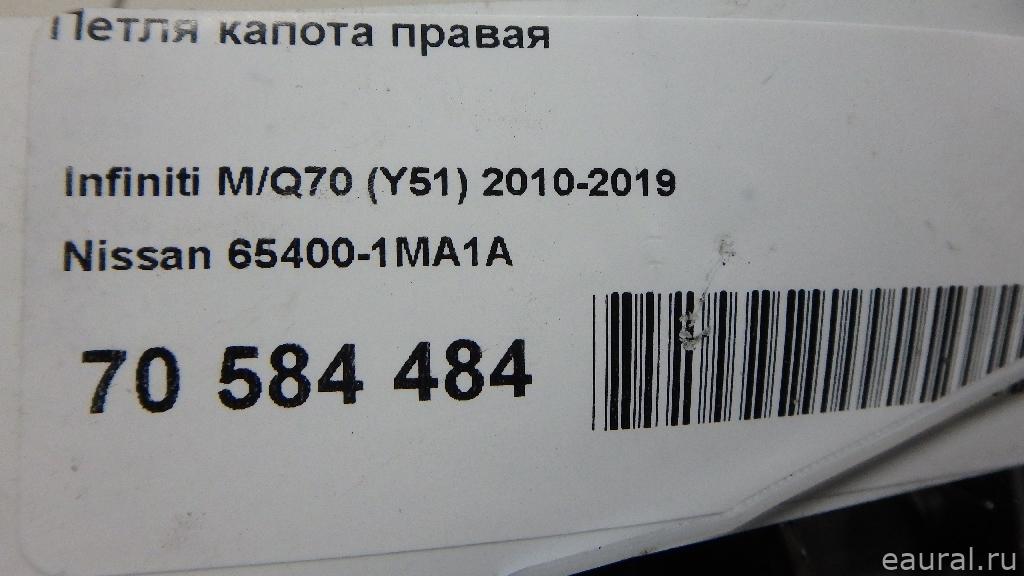 Петля капота правая
Infiniti M/Q70 (Y51) 2010-2019
Nissan 65400-1MA1A
70 584 484
eaural.ru